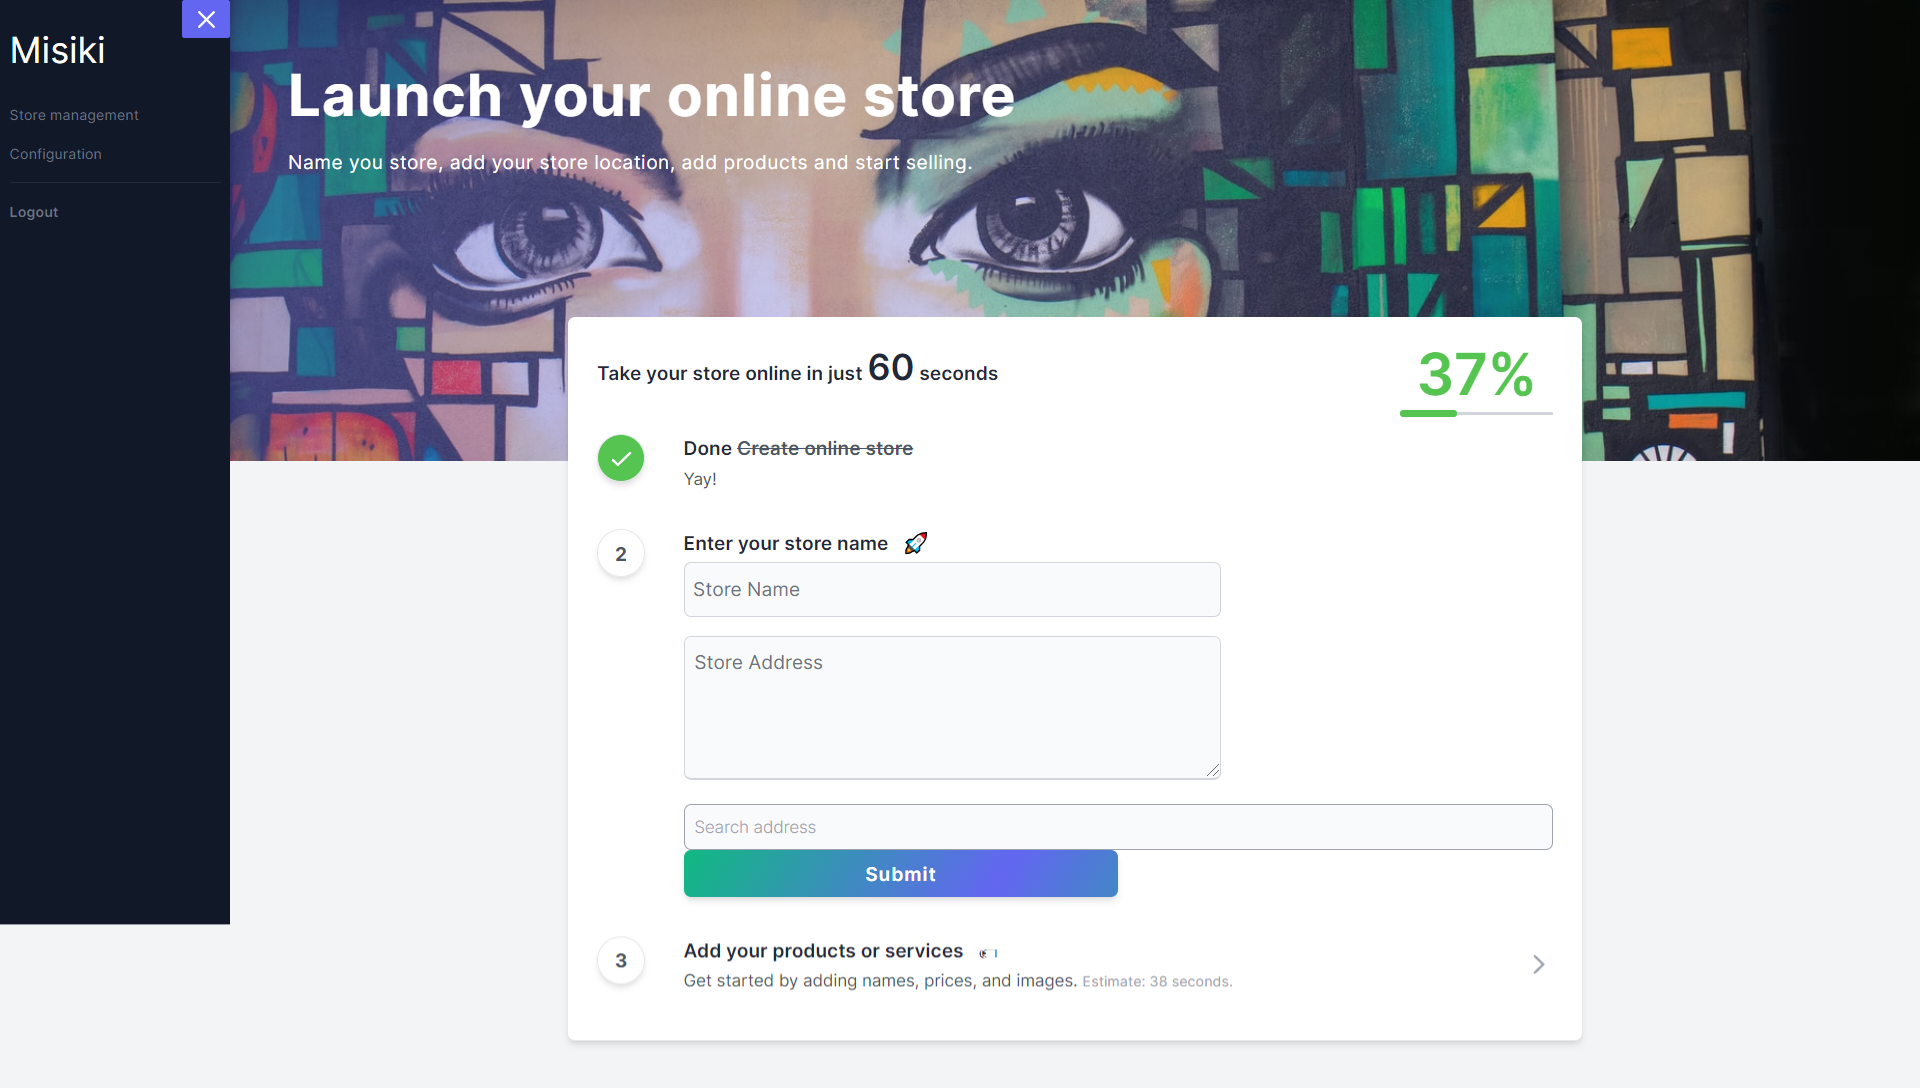 Misiki
Store management
Configuration
Logout
Launch your online store
Name you store, add your store location, add products and start selling.
Take your store online in just 60 seconds
37%
Done Create online store
Yay!
2
Enter your store name
Store Name
Store Address
Search address
Submit
3
Add your products or services
Get started by adding names, prices, and images. Estimate: 38 seconds.